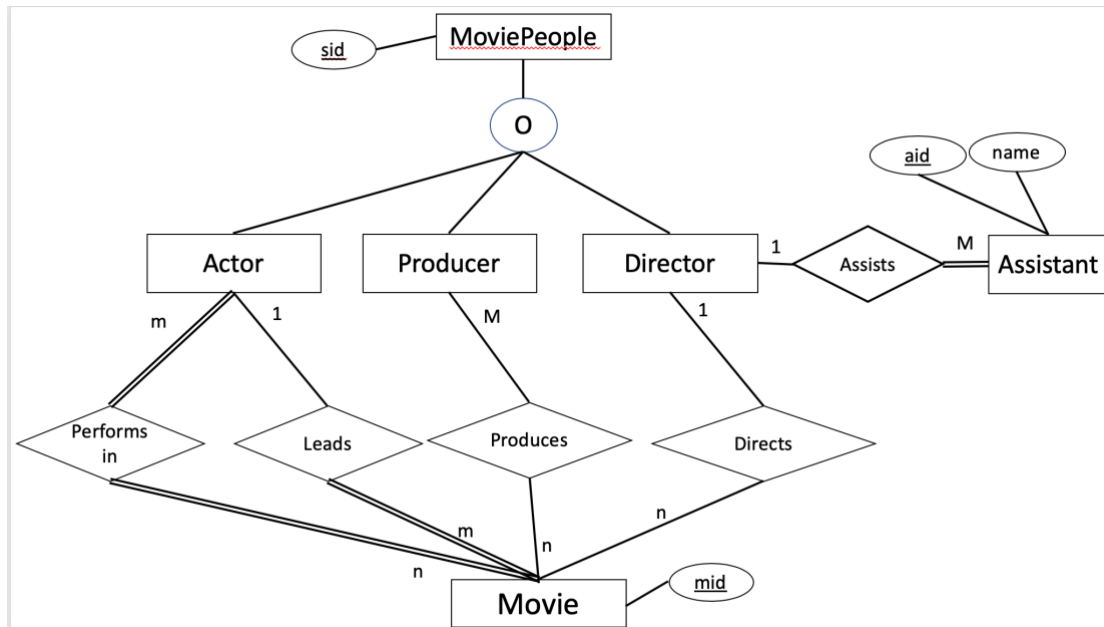 MoviePeople
sid
O
aid
name
Actor
Producer
Director
1
Assists
M
Assistant
m
1
M
1
Performs
in
Leads
Produces
Directs
m
n
n
n
Movie
mid